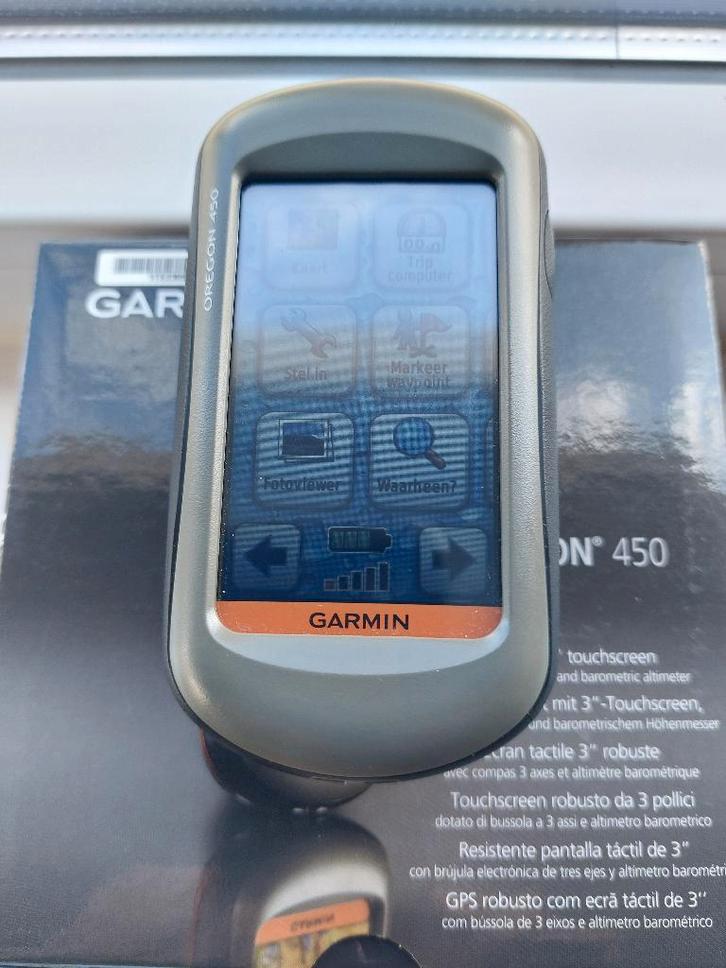 GAR
OREGON 450
Kaart
Trip
computer
Stel in
Markeer
waypoint
Fotoviewer
Waarheen?
GARMIN
ON® 450
touchscreen
and barometric altimeter
mit 3"-Touchscreen,
und barometrischem Höhenmesser
cran tactile 3" robuste
avec compas 3 axes et altimètre barométrique
Touchscreen robusto da 3 pollici
dotato di bussola a 3 assi e altimetro barometrico
Resistente pantalla táctil de 3"
con brújula electrónica de tres ejes y altímetro barométri
GPS robusto com ecrã táctil de 3"
com bússola de 3 eixos e altímetro barométrico
GARMIN